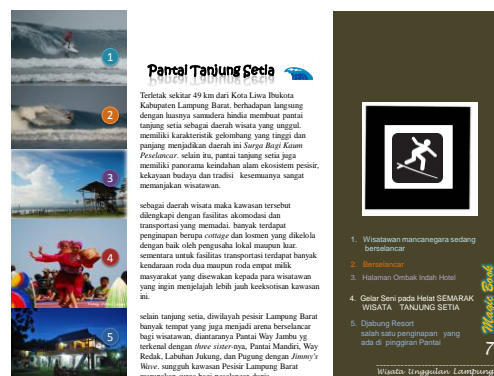 1
2
3
4
5
Pantai Tanjung Setia
Terletak sekitar 49 km dari Kota Liwa Ibukota
Kabupaten Lampung Barat. berhadapan langsung
dengan luasnya samudera hindia membuat pantai
tanjung setia sebagai daerah wisata yang unggul.
memiliki karakteristik gelombang yang tinggi dan
panjang menjadikan daerah ini Surga Bagi Kaum
Peselancar. selain itu, pantai tanjung setia juga
memiliki panorama keindahan alam ekosistem pesisir,
kekayaan budaya dan tradisi kesemuanya sangat
memanjakan wisatawan.
sebagai daerah wisata maka kawasan tersebut
dilengkapi dengan fasilitas akomodasi dan
transportasi yang memadai. banyak terdapat
penginapan berupa cottage dan losmen yang dikelola
dengan baik oleh pengusaha lokal maupun luar.
sementara untuk fasilitas transportasi terdapat banyak
kendaraan roda dua maupun roda empat milik
masyarakat yang disewakan kepada para wisatawan
yang ingin menjelajah lebih jauh keeksotisan kawasan
ini.
selain tanjung setia, diwilayah pesisir Lampung Barat
banyak tempat yang juga menjadi arena berselancar
bagi wisatawan, diantaranya Pantai Way Jambu yg
terkenal dengan three sister-nya, Pantai Mandiri, Way
Redak, Labuhan Jukung, dan Pugung dengan Jimmy's
Wave. sungguh kawasan Pesisir Lampung Barat
1. Wisatawan mancanegara sedang
berselancar
2. Berselancar
3. Halaman Ombak Indah Hotel
4. Gelar Seni pada Helat SEMARAK
WISATA TANJUNG SETIA
5. Djabung Resort
salah satu penginapan yang
ada di pinggiran Pantai
Magic Book
7
Wisata Unggulan Lampung